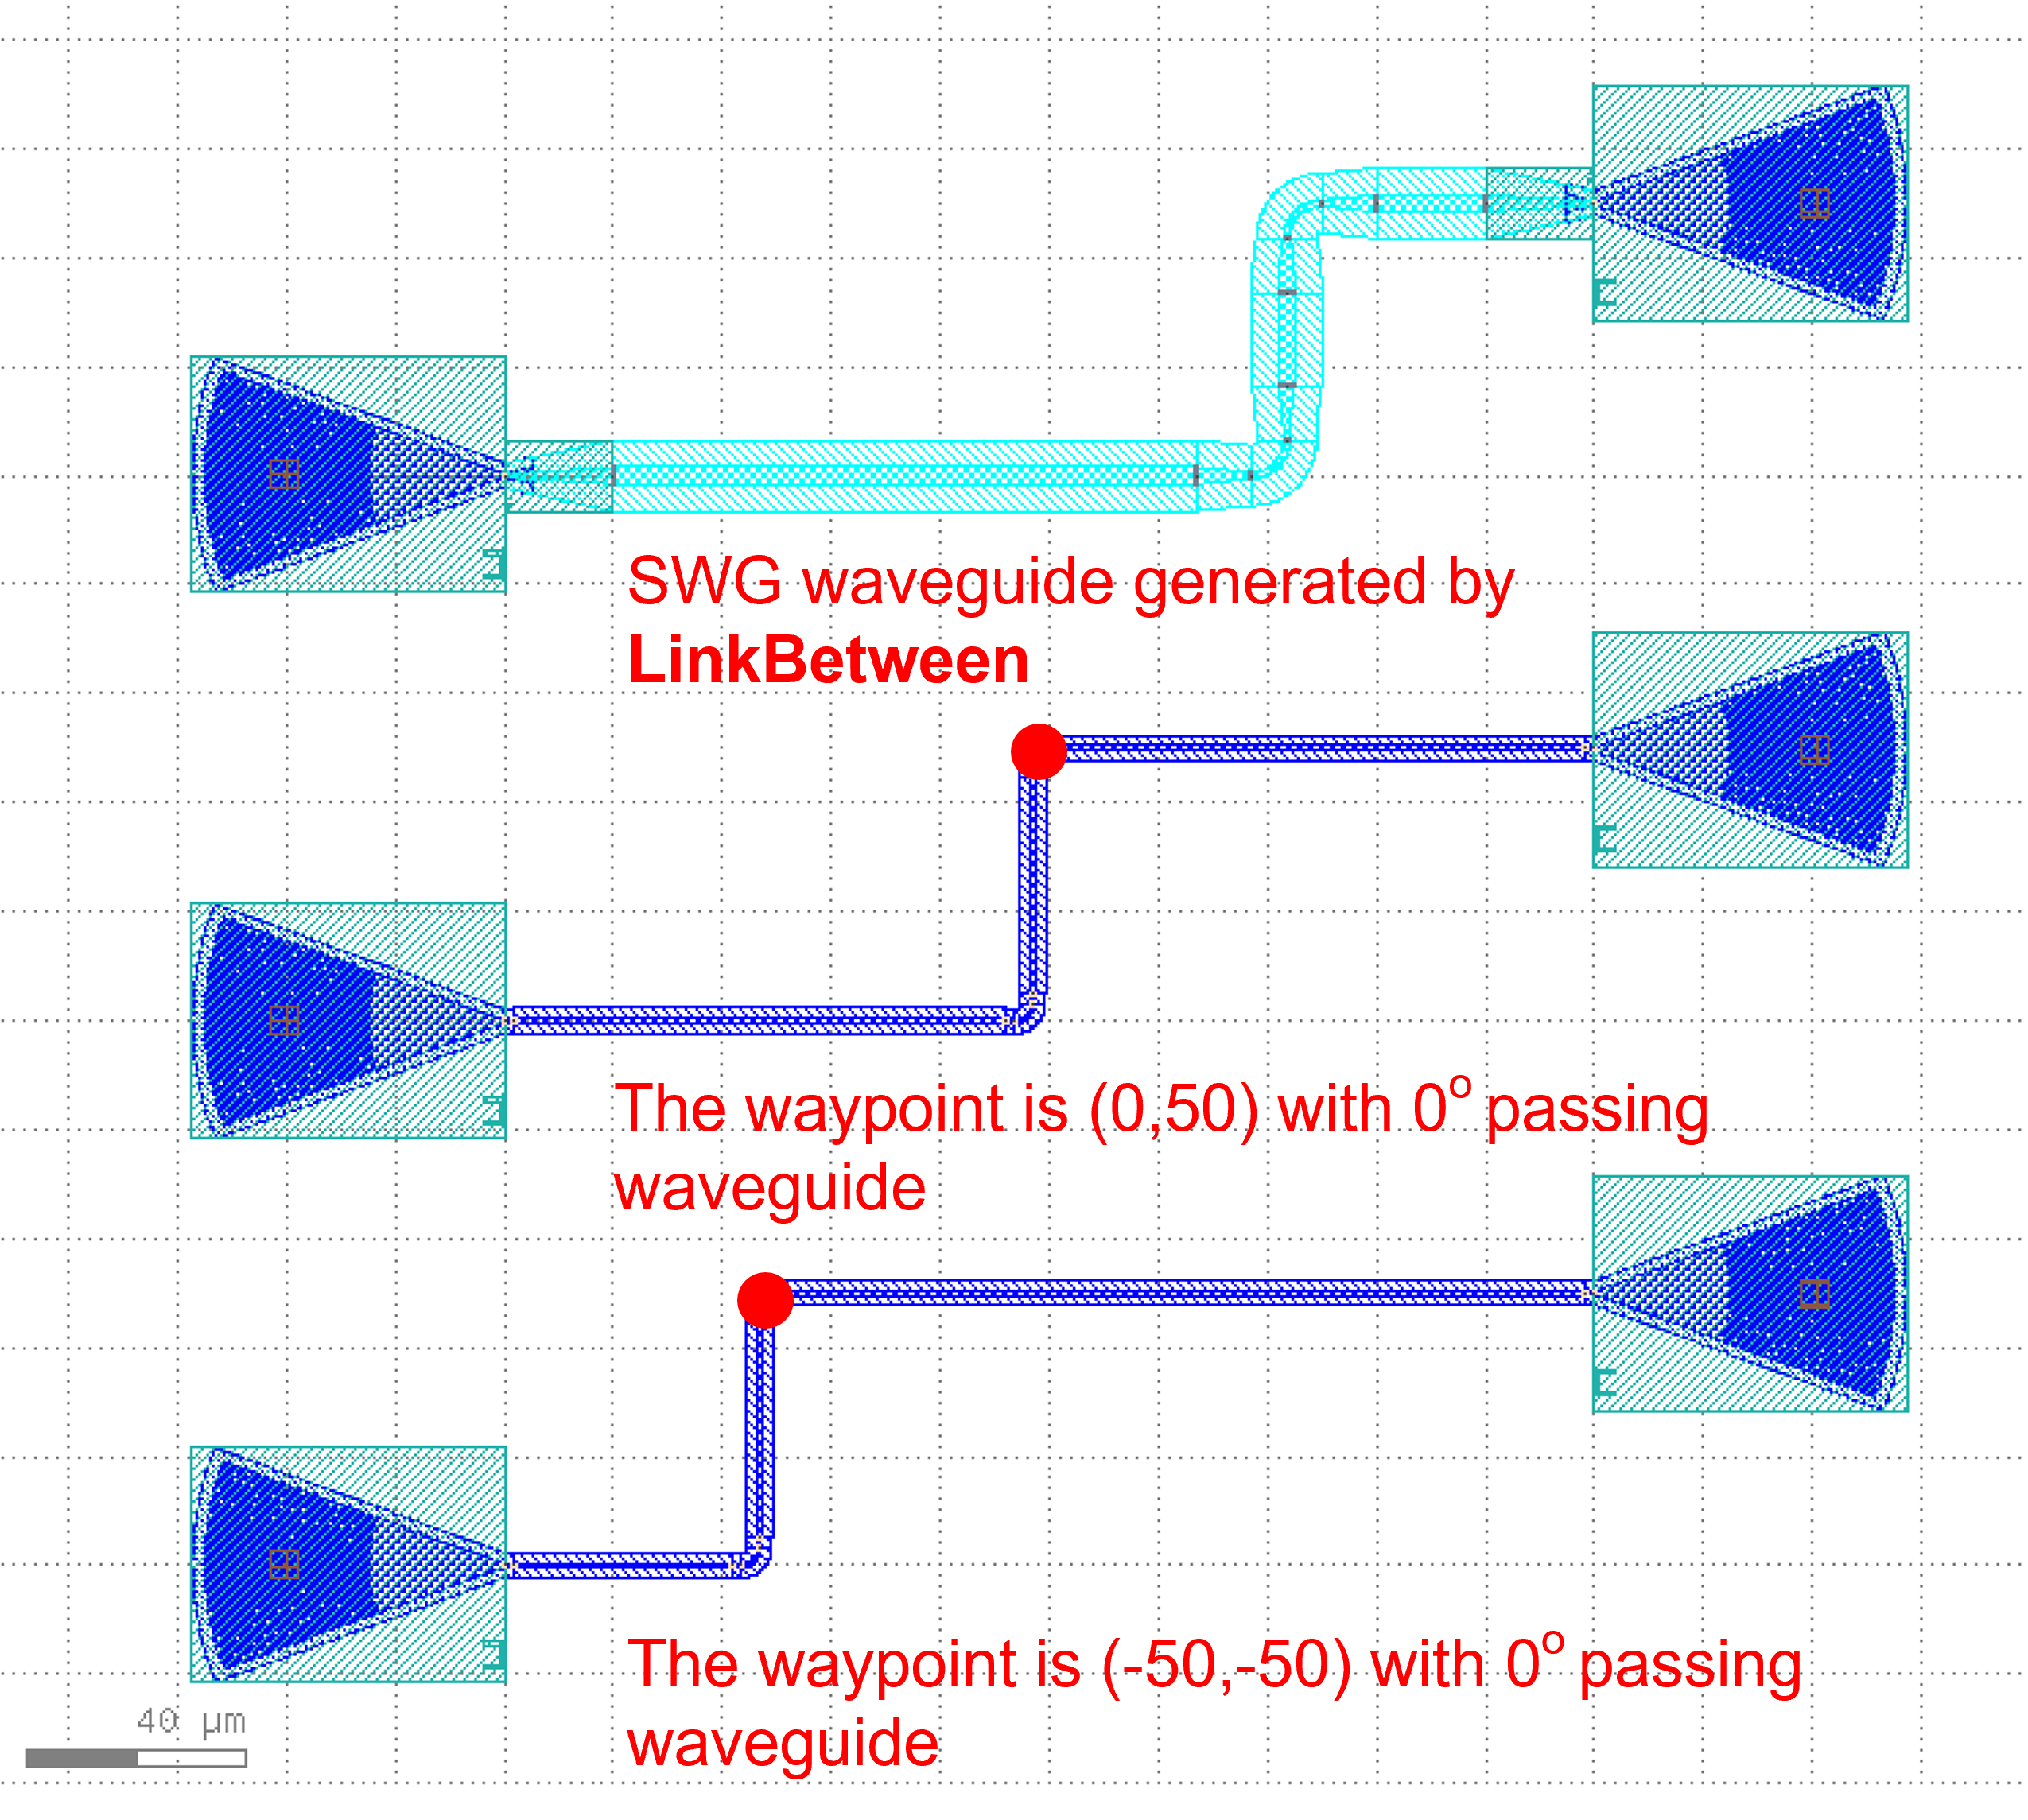 SWG waveguide generated by
LinkBetween
The waypoint is (0,50) with 0° passing
waveguide
The waypoint is (-50,-50) with 0° passing
waveguide
40 µm